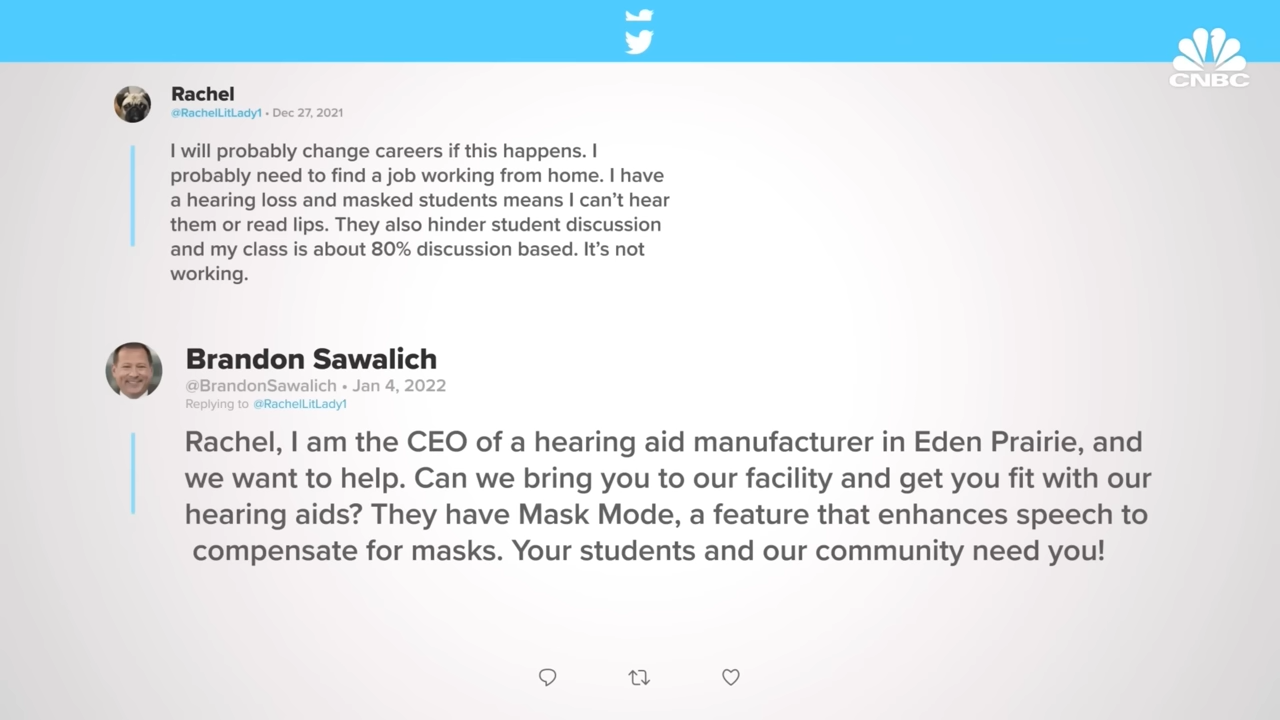 CNBC
Rachel
@RachelLitLady1 • Dec 27, 2021
I will probably change careers if this happens. I
probably need to find a job working from home. I have
a hearing loss and masked students means I can’t hear
them or read lips. They also hinder student discussion
and my class is about 80% discussion based. It’s not
working.
Brandon Sawalich
@BrandonSawalich • Jan 4, 2022
Replying to @RachelLitLady1
Rachel, I am the CEO of a hearing aid manufacturer in Eden Prairie, and
we want to help. Can we bring you to our facility and get you fit with our
hearing aids? They have Mask Mode, a feature that enhances speech to
compensate for masks. Your students and our community need you!